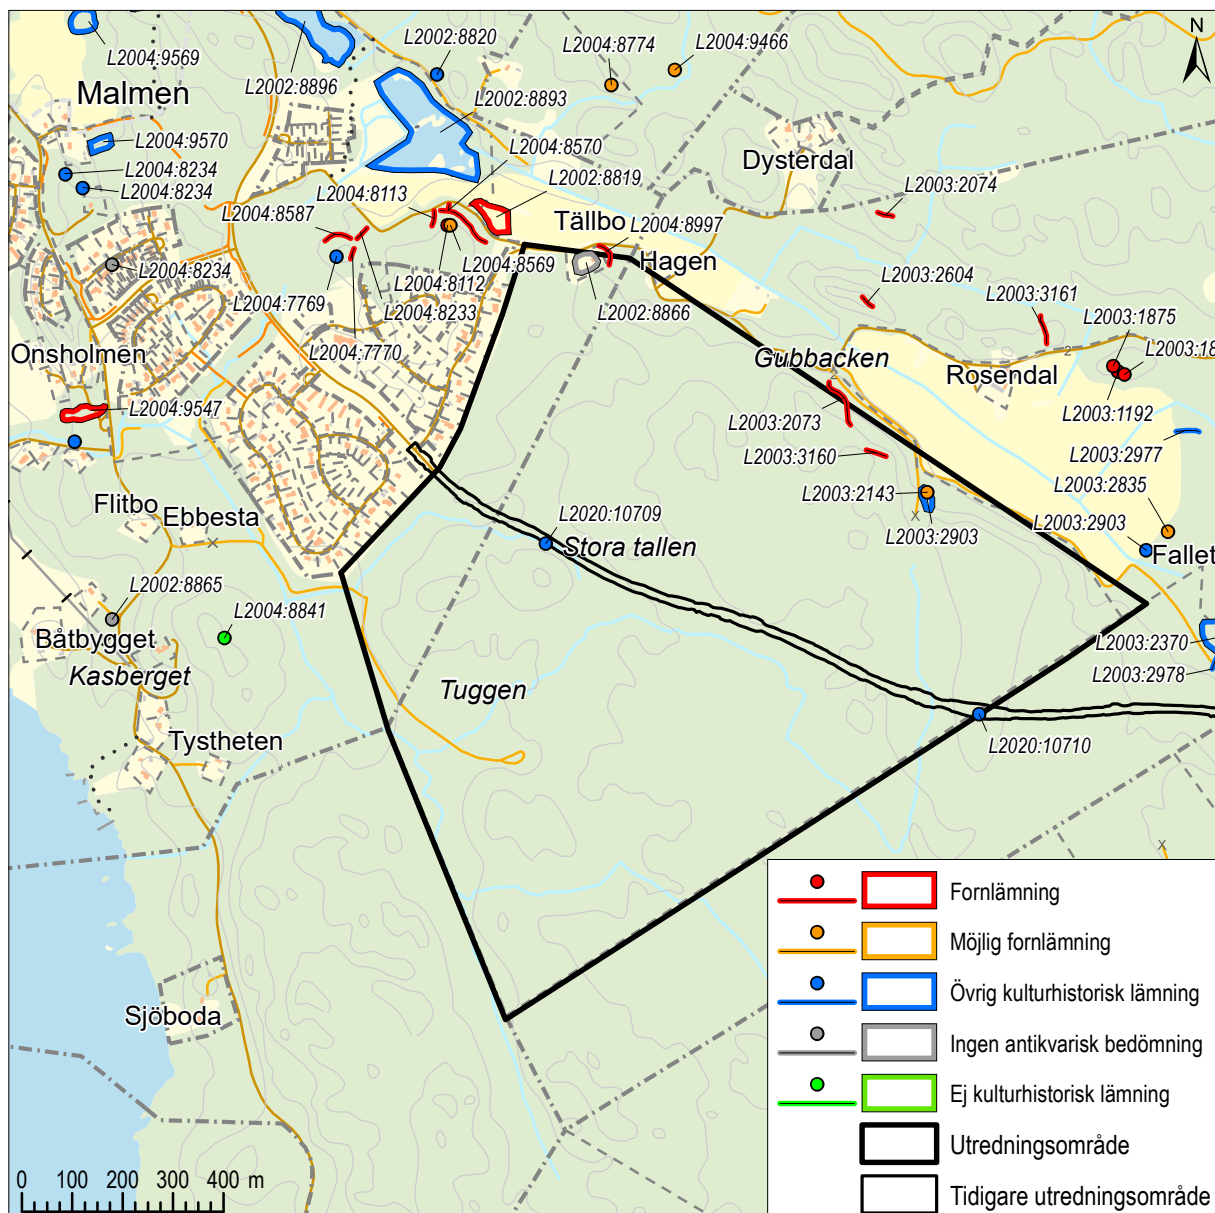 L2004:9569
L2002:8896
L2002:8820
L2004:8774
L2004:9466
N
Malmen
L2002:8893
L2004:9570
L2004:8570
L2004:8234
L2004:8234
L2002:8819
Dysterdal
L2004:8113
L2004:8587
L2003:2074
Tällbo
L2004:8997
L2004:8234
Hagen
L2004:8569
L2004:8112
L2004:7769
L2004:8233
L2002:8866
L2003:2604
L2003:3161
L2003:1875
L2004:7770
L2003:18
Onsholmen
Gubbacken
2
2
Rosendal
L2004:9547
L2003:1192
L2003:2073
L2003:2977
L2003:3160
L2003:2835
Flitbo
Ebbesta
L2003:2143
L2003:2903
L2003:2903
L2020:10709
Stora tallen
Fallet
L2002:8865
L2004:8841
Båtbygget
L2003:2370
Kasberget
L2003:2978
Tuggen
Tystheten
L2020:10710
Sjöboda
Fornlämning
Möjlig fornlämning
Övrig kulturhistorisk lämning
Ingen antikvarisk bedömning
Ej kulturhistorisk lämning
Utredningsområde
Tidigare utredningsområde
0 100 200 300 400 m